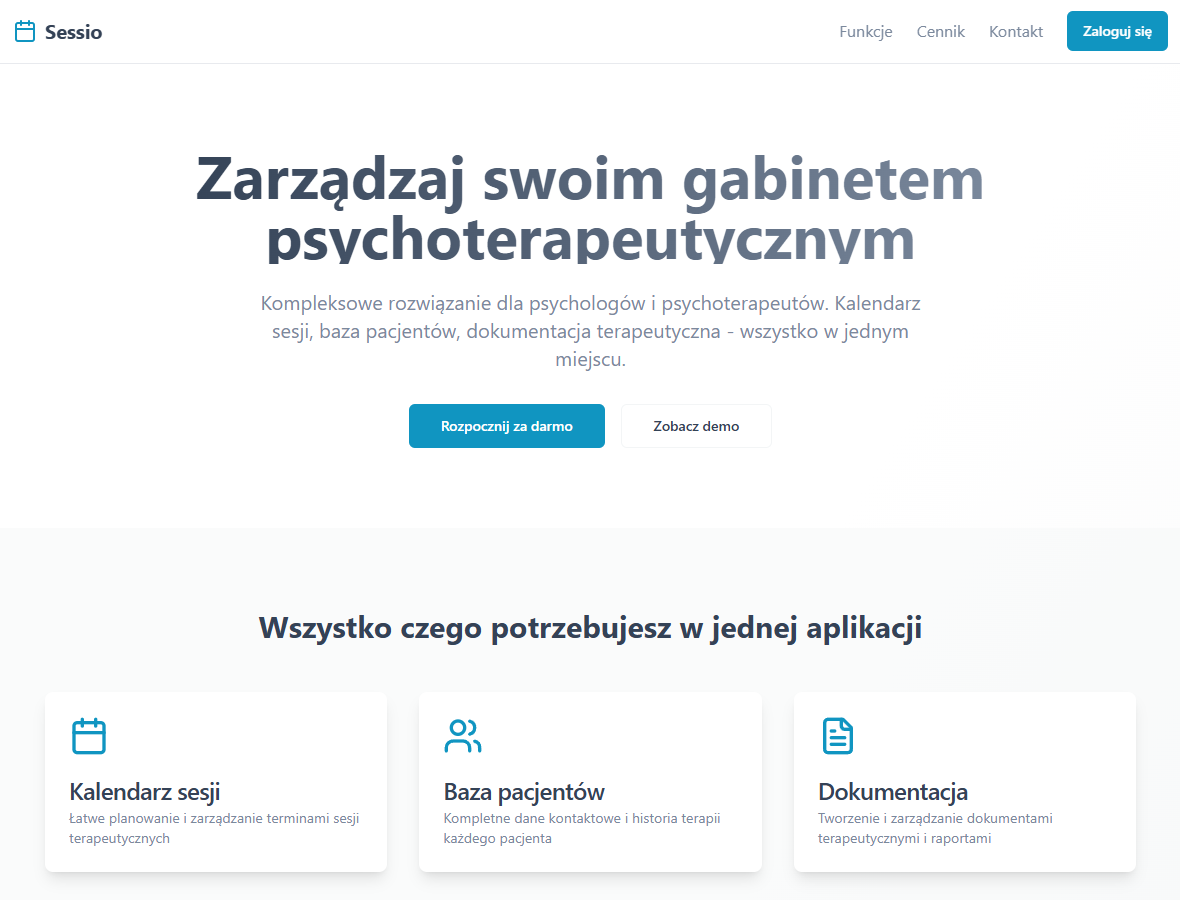 Sessio
Funkcje
Cennik
Kontakt
Zaloguj się
Zarządzaj swoim gabinetem
psychoterapeutycznym
Kompleksowe rozwiązanie dla psychologów i psychoterapeutów. Kalendarz
sesji, baza pacjentów, dokumentacja terapeutyczna - wszystko w jednym
miejscu.
Rozpocznij za darmo
Zobacz demo
Wszystko czego potrzebujesz w jednej aplikacji
Kalendarz sesji
Łatwe planowanie i zarządzanie terminami sesji
terapeutycznych
Baza pacjentów
Kompletne dane kontaktowe i historia terapii
każdego pacjenta
Dokumentacja
Tworzenie i zarządzanie dokumentami
terapeutycznymi i raportami